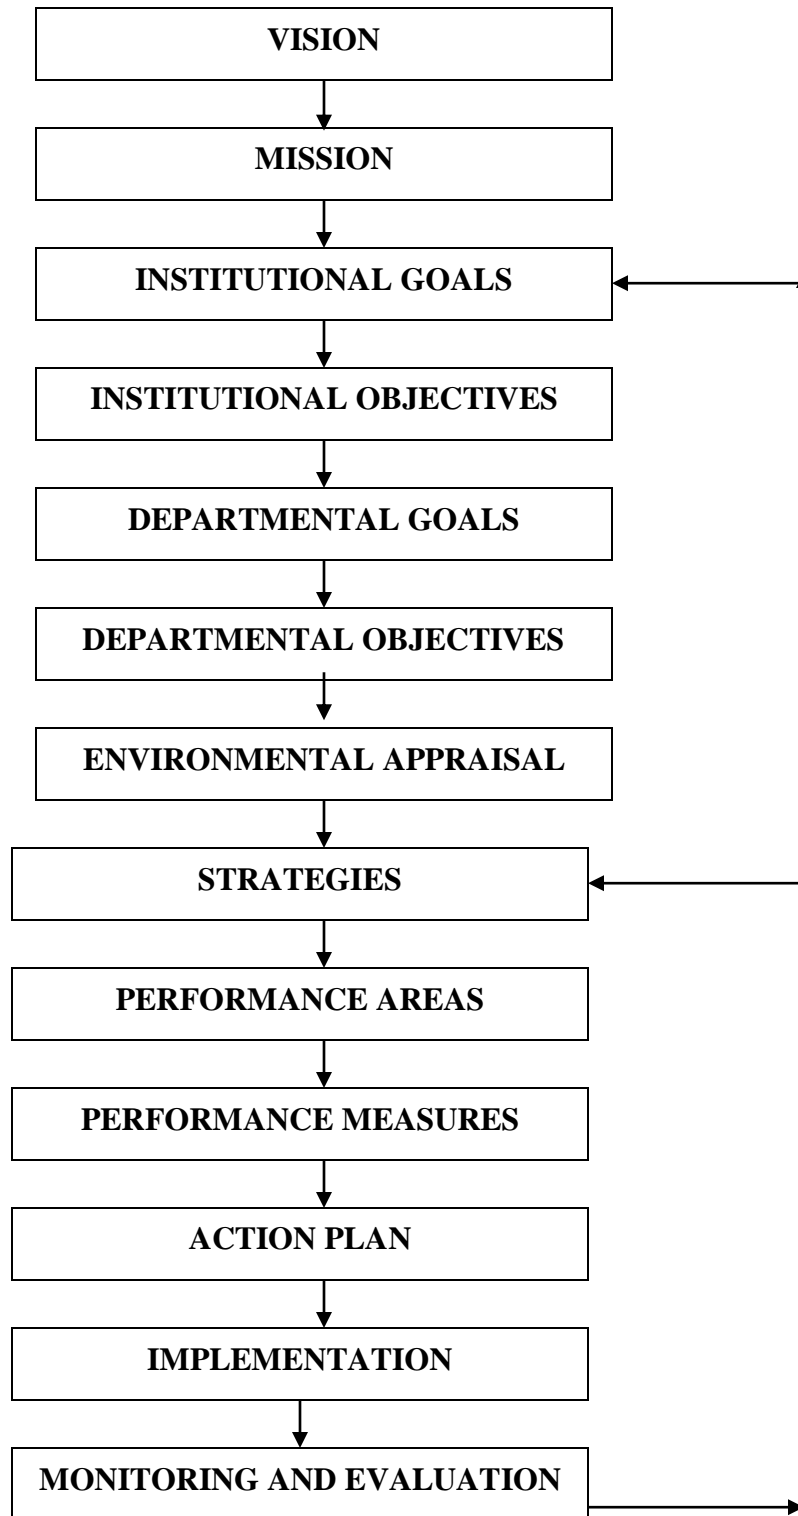 VISION
MISSION
INSTITUTIONAL GOALS
INSTITUTIONAL OBJECTIVES
DEPARTMENTAL GOALS
DEPARTMENTAL OBJECTIVES
ENVIRONMENTAL APPRAISAL
STRATEGIES
PERFORMANCE AREAS
PERFORMANCE MEASURES
ACTION PLAN
IMPLEMENTATION
MONITORING AND EVALUATION